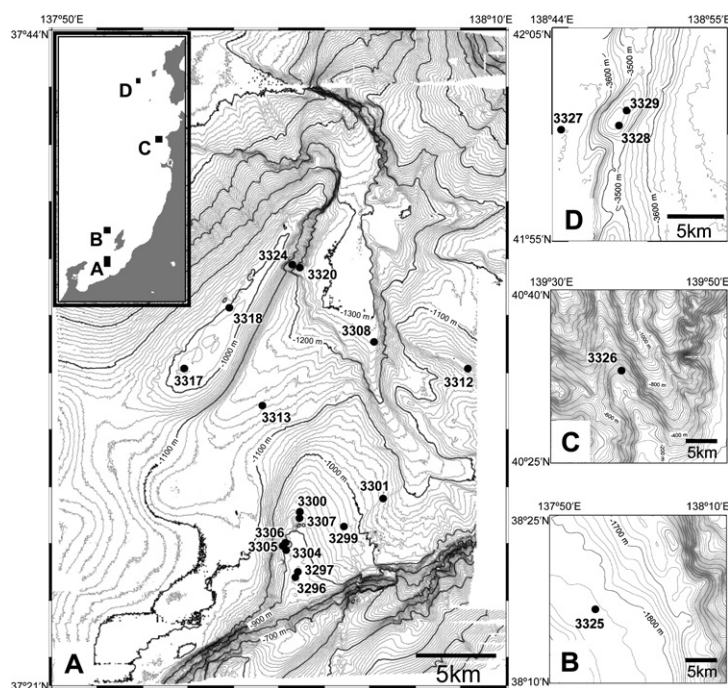 137°50'E
138°10'E
37°44'
37°21'
D
C
B
A
3324
3320
3318
-1300 m
-1100 m
3308
-1200 m
-1000 m
3317
3312
3313
-1100 m
-1100 m
-1000 m
3301
3300
3307
3299
3306
3305
3304
3297
3296
-900 m
-700 m
A
5km
138°44'
138°55'E
42°05'
-3500 m
-3600 m
3329
3327
3328
-3500 m
-3600 m
D
5km
41°55'
139°30'E
139°50'E
40°40'
3326
-1000 m
-800 m
-600 m
-400 m
C
5km
40°25'
137°50'E
138°10'E
38°25'
-1700 m
3325
-1800 m
B
5km
38°10'